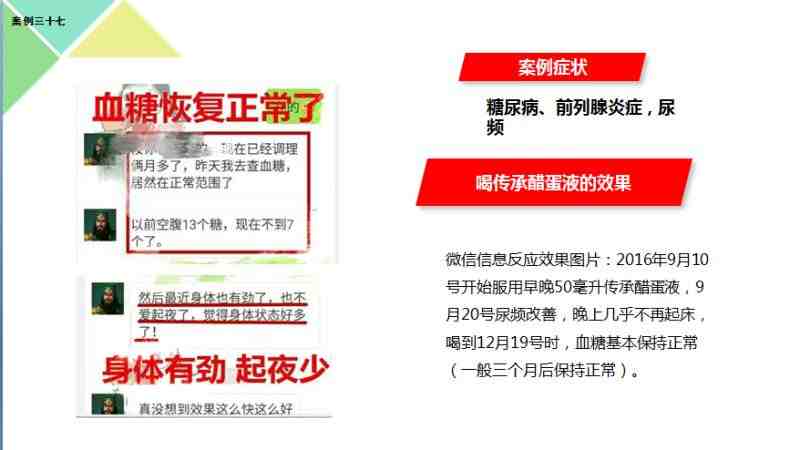 案例三十七
血糖恢复正常了
的
现在已经调理
俩月多了，昨天我去查血糖，
居然在正常范围了
以前空腹13个糖，现在不到7
个了。
然后最近身体也有劲了，也不
爱起夜了，觉得身体状态好多
了！
身体有劲 起夜少
真没想到效果这么快这么好
案例症状
糖尿病、前列腺炎症，尿
频
喝传承醋蛋液的效果
微信信息反应效果图片：2016年9月10
号开始服用早晚50毫升传承醋蛋液，9
月20号尿频改善，晚上几乎不再起床，
喝到12月19号时，血糖基本保持正常
（一般三个月后保持正常）。